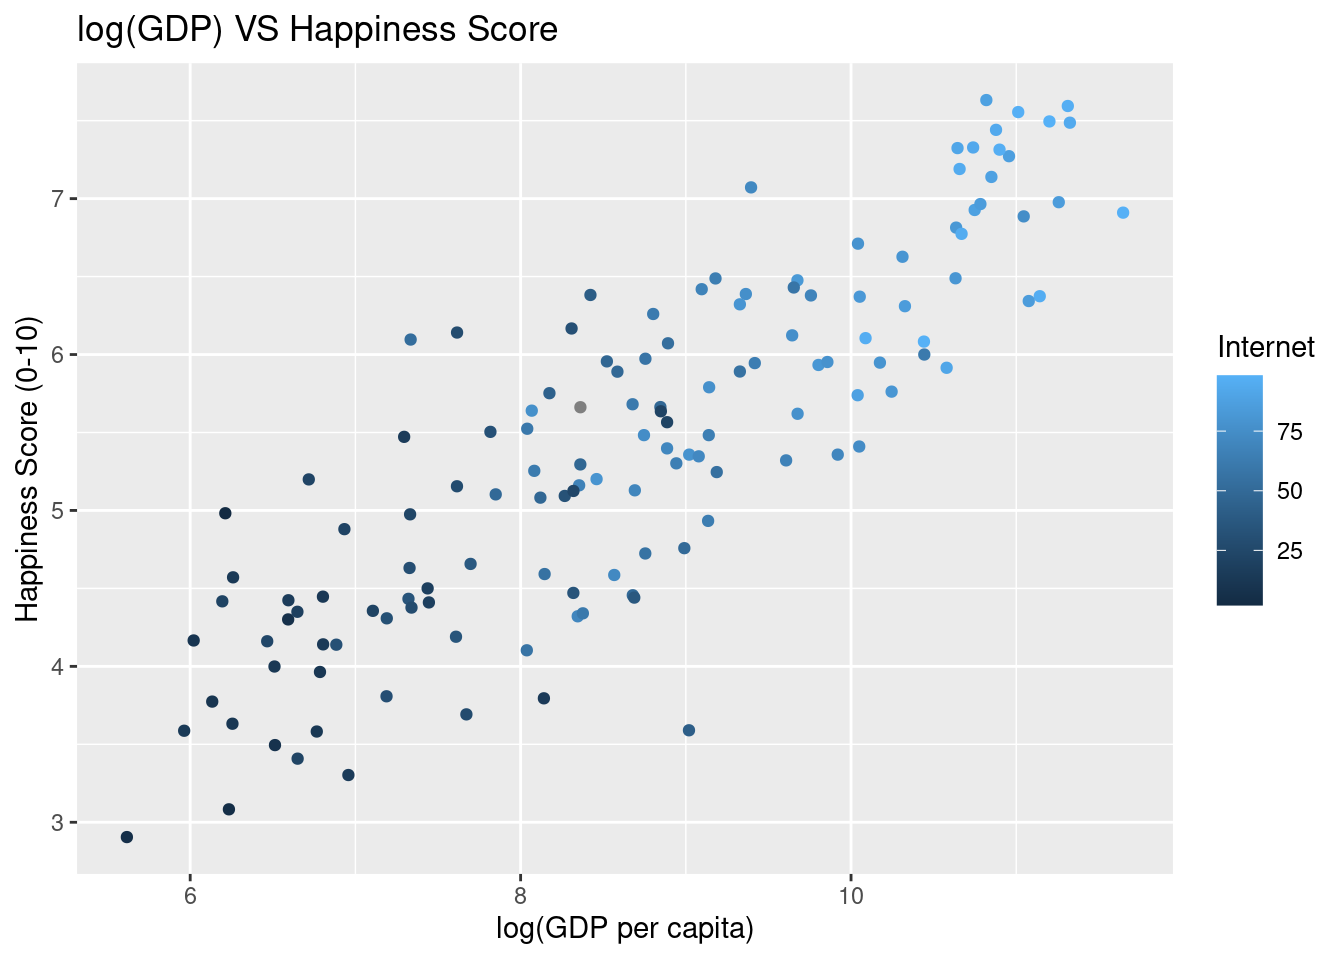 log(GDP) VS Happiness Score
Happiness Score (0-10)
7
6
5
4
3
6
8
10
log(GDP per capita)
Internet
75
50
25